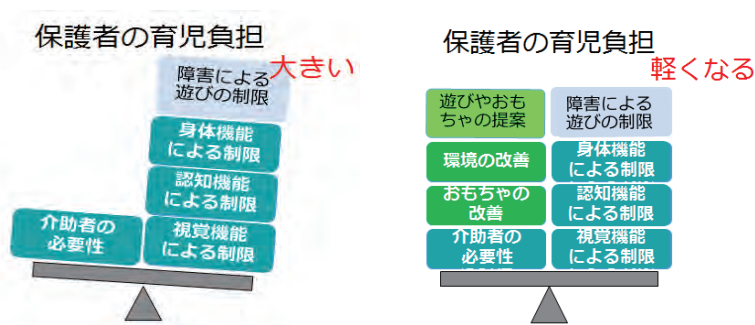 保護者の育児負担
大きい
障害による
遊びの制限
身体機能
による制限
認知機能
による制限
介助者の
必要性
視覚機能
による制限
保護者の育児負担
軽くなる
遊びやおも
ちゃの提案
障害による
遊びの制限
環境の改善
身体機能
による制限
おもちゃの
改善
認知機能
による制限
介助者の
必要性
視覚機能
による制限